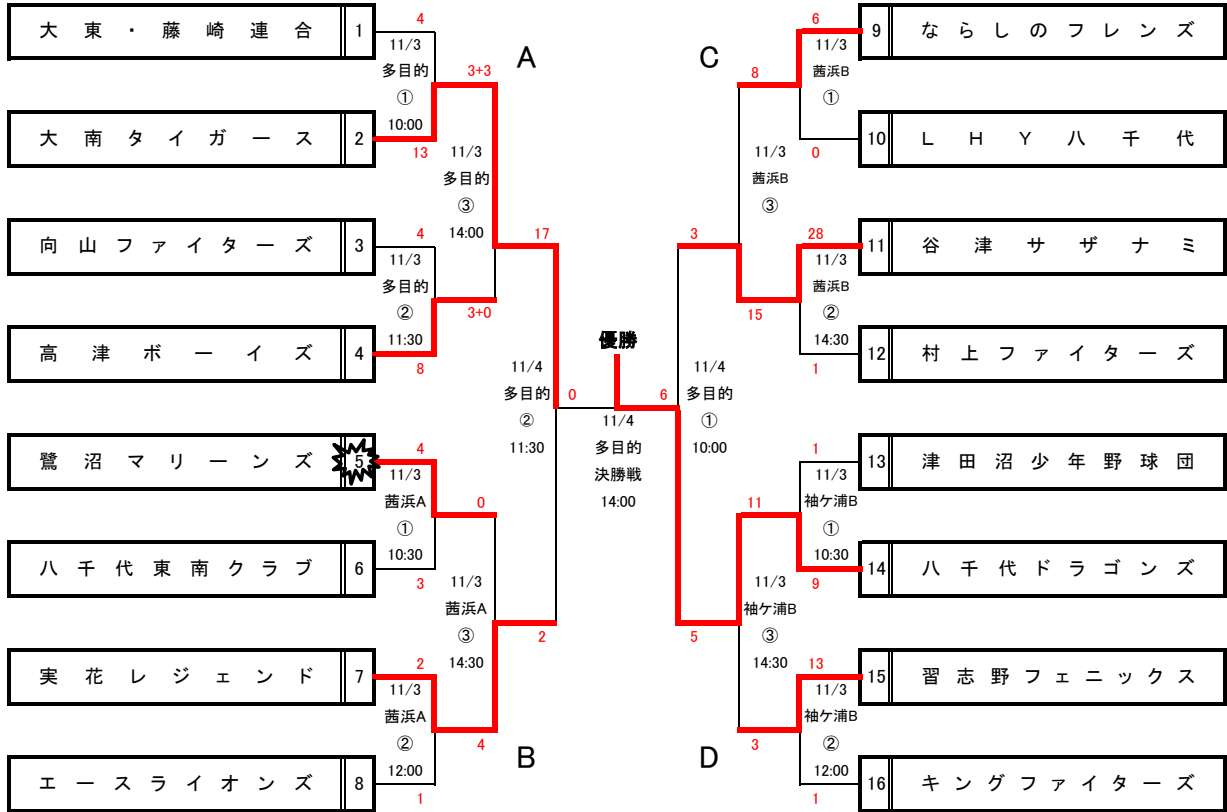 大東・藤崎連合 1
4
11/3
多目的
①
10:00
大南タイガース 2
13
A
3+3
11/3
多目的
③
14:00
向山ファイターズ 3
4
11/3
多目的
②
11:30
高津ボーイズ 4
8
3+0
17
11/4
多目的
②
11:30
鷺沼マリーンズ 5
4
11/3
茜浜A
①
10:30
八千代東南クラブ 6
3
0
11/3
茜浜A
③
14:30
2
実花レジェンド 7
2
11/3
茜浜A
②
12:00
エースライオンズ 8
1
4
B
優勝
0
6
11/4
多目的
決勝戦
14:00
C
6
9 ならしのフレンズ
11/3
茜浜B
①
10 LHY八千代
0
8
11/3
茜浜B
③
3
28
11 谷津サザナミ
11/3
茜浜B
②
14:30
12 村上ファイターズ
1
15
11/4
多目的
①
10:00
1
13 津田沼少年野球団
11/3
袖ケ浦B
①
10:30
14 八千代ドラゴンズ
9
11
11/3
袖ケ浦B
③
14:30
5
13
15 習志野フェニックス
11/3
袖ケ浦B
②
12:00
16 キングファイターズ
1
3
D